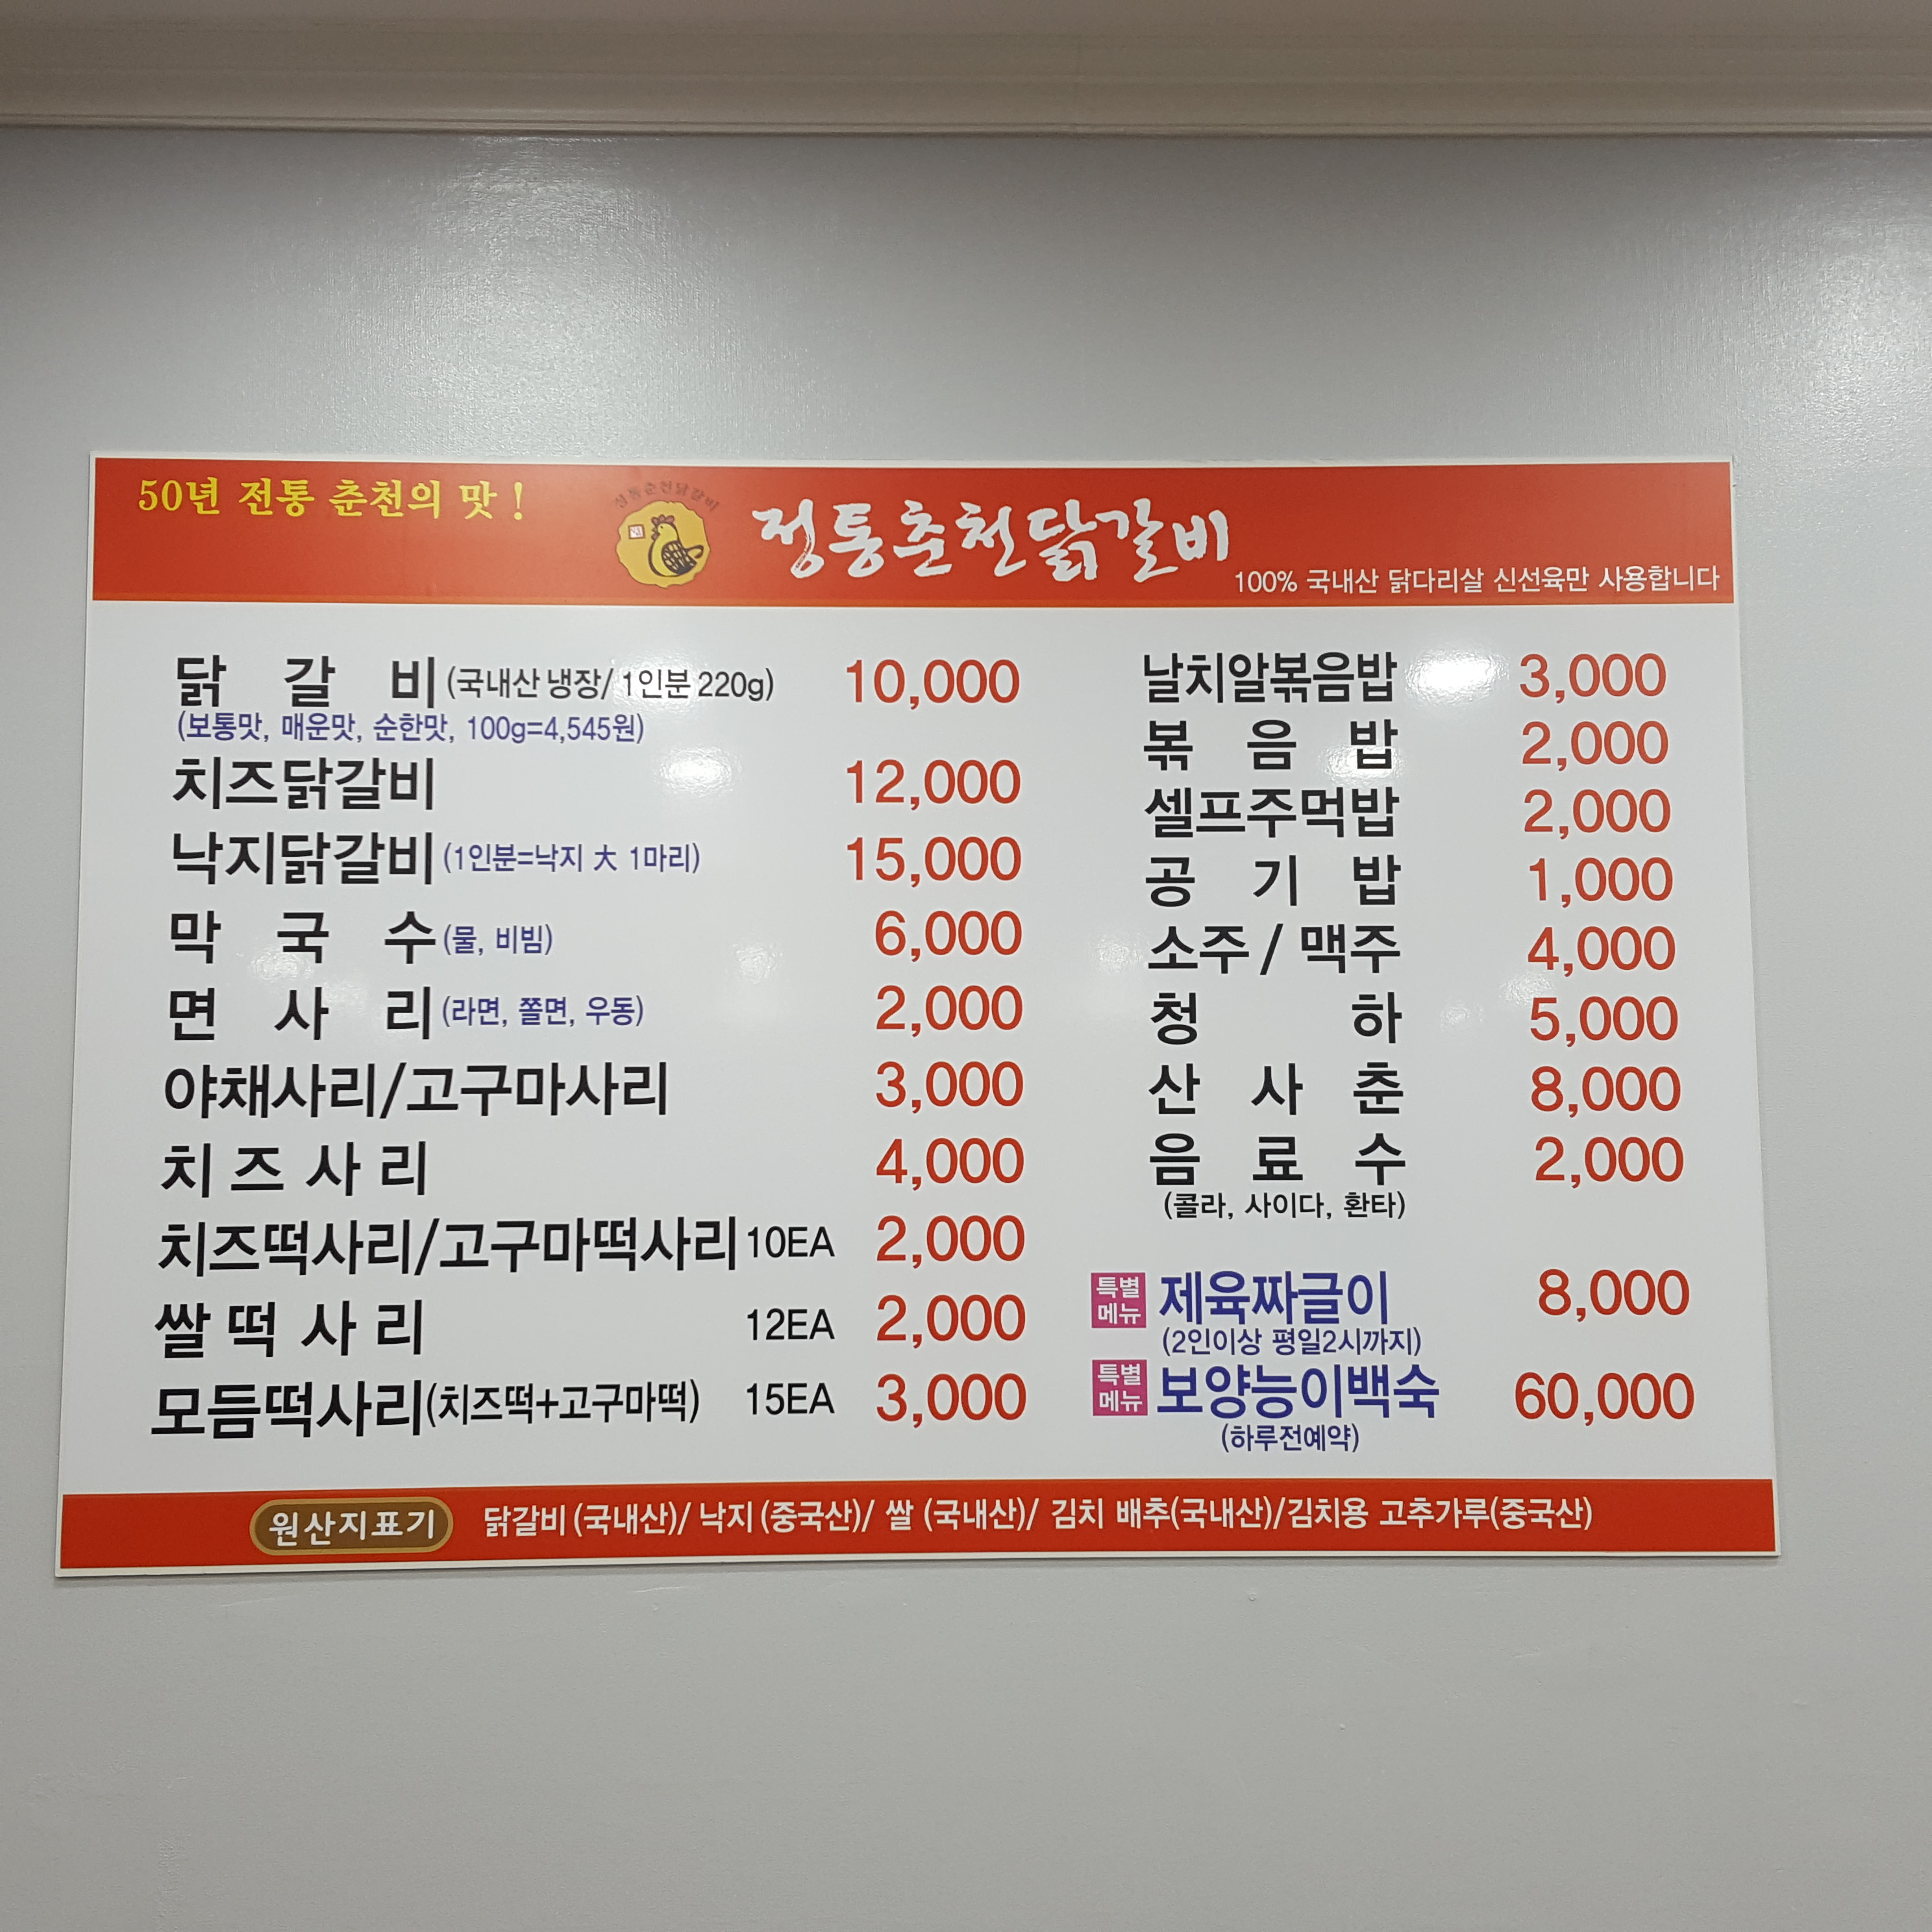 50년 전통 춘천의 맛 !
정통춘천닭갈비
정통춘천닭갈비
100% 국내산 닭다리살 신선육만 사용합니다
닭 갈 비 (국내산 냉장/ 1인분 220g) 10,000
(보통맛, 매운맛, 순한맛, 100g=4,545원)
치즈닭갈비 12,000
낙지닭갈비 (1인분=낙지 大 1마리) 15,000
막 국 수 (물, 비빔) 6,000
면 사 리 (라면, 쫄면, 우동) 2,000
야채사리/고구마사리 3,000
치 즈 사 리 4,000
치즈떡사리/고구마떡사리 10EA 2,000
쌀 떡 사 리 12EA 2,000
모듬떡사리(치즈떡+고구마떡) 15EA 3,000
날치알볶음밥 3,000
볶 음 밥 2,000
셀프주먹밥 2,000
공 기 밥 1,000
소주 / 맥주 4,000
청 하 5,000
산 사 춘 8,000
음 료 수 2,000
(콜라, 사이다, 환타)
특별 메뉴 제육짜글이 8,000
(2인이상 평일2시까지)
특별 메뉴 보양능이백숙 60,000
(하루전예약)
원산지표기 닭갈비 (국내산)/ 낙지 (중국산)/ 쌀 (국내산)/ 김치 배추(국내산)/김치용 고추가루(중국산)